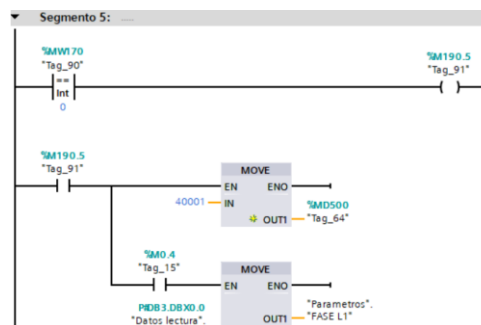 Segmento 5:
%MW170
"Tag_90"
==
Int
0
%M190.5
"Tag_91"
%M190.5
"Tag_91"
MOVE
EN ENO
40001 IN
OUT1
%MD500
"Tag_64"
%M0.4
"Tag_15"
MOVE
EN ENO
P#DB3.DBX0.0
"Datos lectura".
OUT1
"Parametros".
"FASE L1"